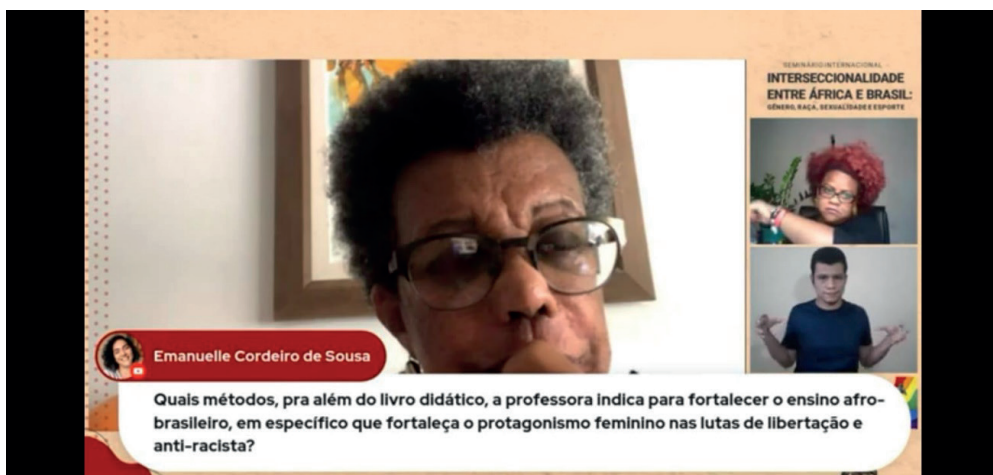 SEMINÁRIO INTERNACIONAL
INTERSECCIONALIDADE
ENTRE ÁFRICA E BRASIL:
GÊNERO, RAÇA, SEXUALIDADE E ESPORTE
Emanuelle Cordeiro de Sousa
Quais métodos, pra além do livro didático, a professora indica para fortalecer o ensino afro-
brasileiro, em específico que fortaleça o protagonismo feminino nas lutas de libertação e
anti-racista?